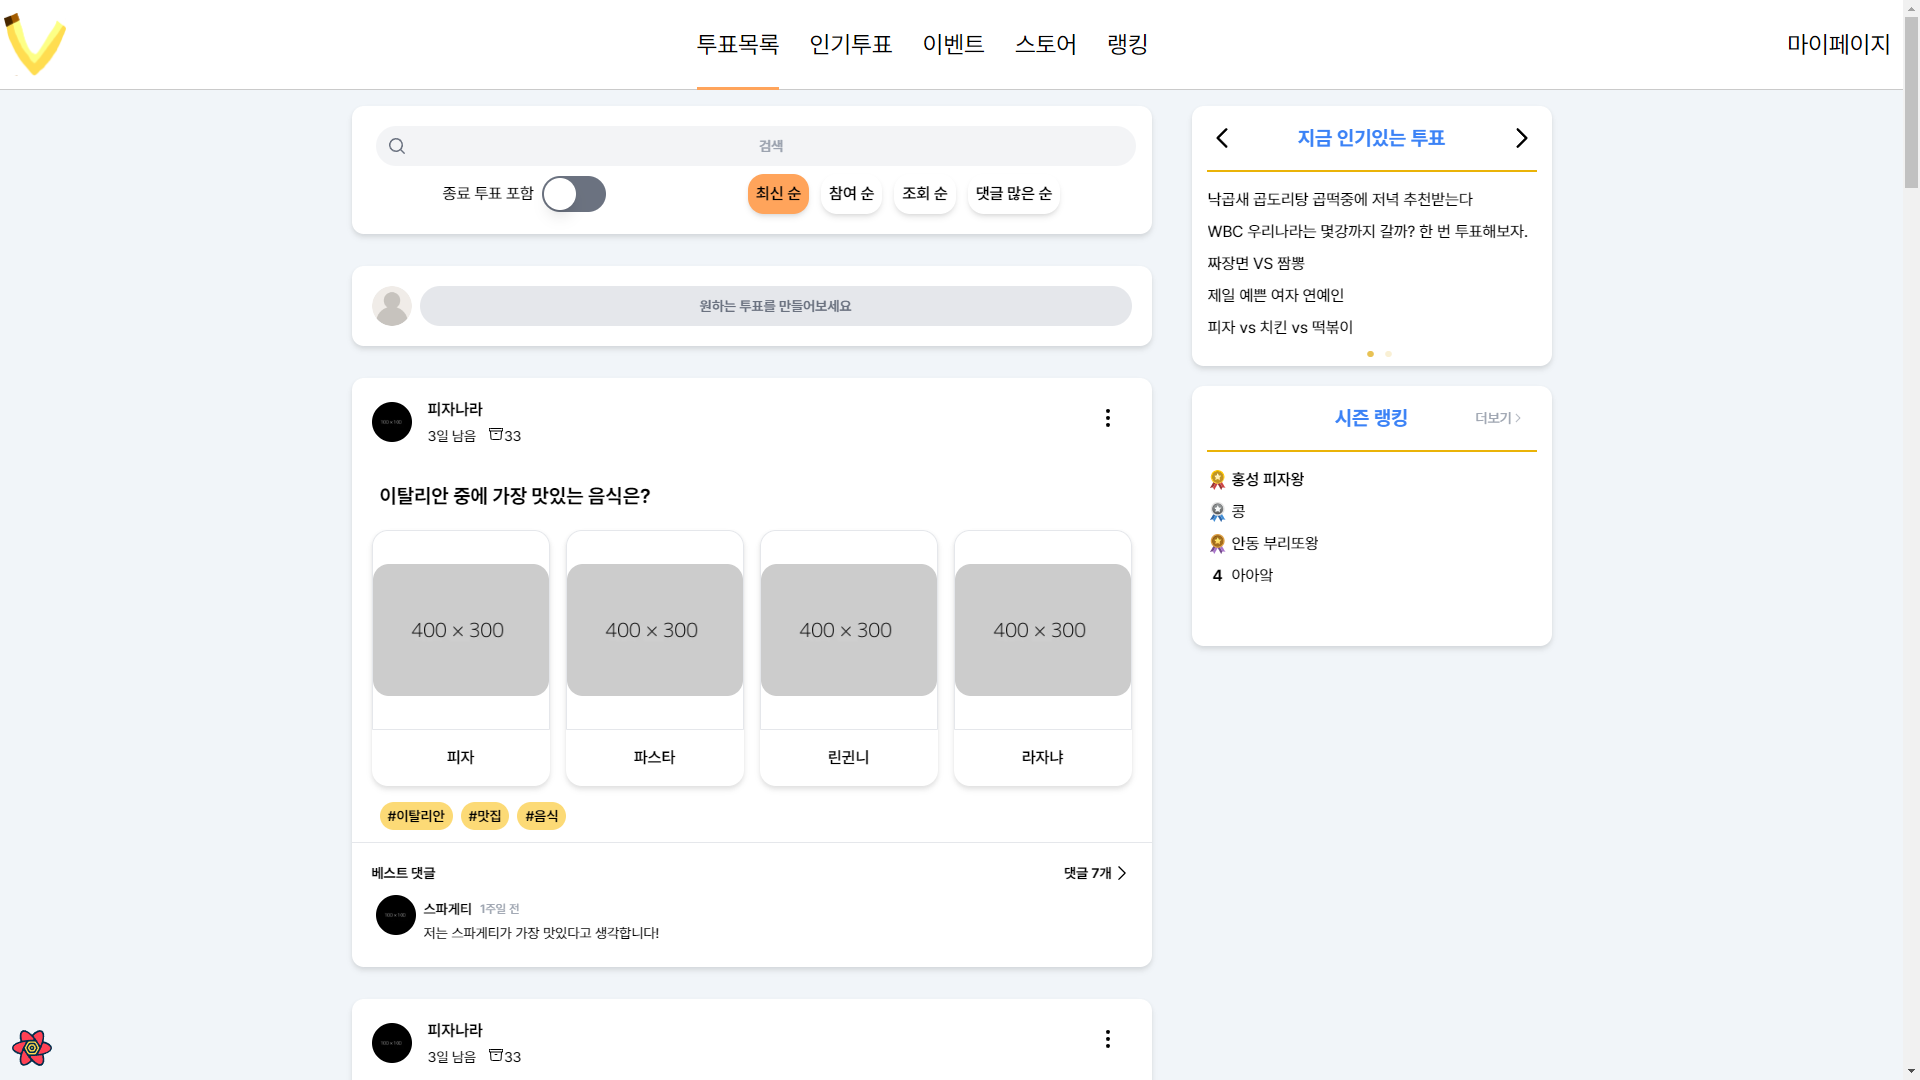 투표목록 인기투표 이벤트 스토어 랭킹 마이페이지
검색
종료 투표 포함 최신 순 참여 순 조회 순 댓글 많은 순
원하는 투표를 만들어보세요
피자나라
3일 남음 33
이탈리안 중에 가장 맛있는 음식은?
400 × 300 400 × 300 400 × 300 400 × 300
피자 파스타 린귄니 라자냐
#이탈리안 #맛집 #음식
베스트 댓글 댓글 7개
스파게티 1주일 전
저는 스파게티가 가장 맛있다고 생각합니다!
피자나라
3일 남음 33
지금 인기있는 투표
낙곱새 곱도리탕 곱떡중에 저녁 추천받는다
WBC 우리나라는 몇강까지 갈까? 한 번 투표해보자.
짜장면 VS 짬뽕
제일 예쁜 여자 연예인
피자 vs 치킨 vs 떡볶이
시즌 랭킹 더보기
홍성 피자왕
콩
안동 부리또왕
4 아아앜